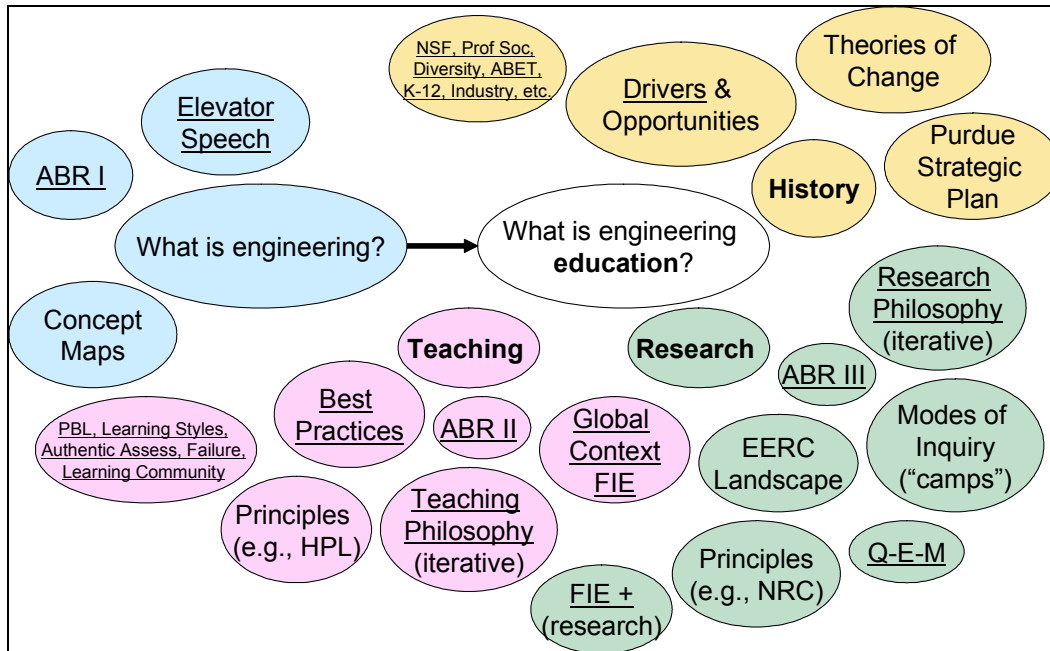 NSF, Prof Soc,
Diversity, ABET,
K-12, Industry, etc.
Drivers &
Opportunities
Theories of
Change
Elevator
Speech
ABR I
History
Purdue
Strategic
Plan
What is engineering?
What is engineering
education?
Concept
Maps
Teaching
Research
Research
Philosophy
(iterative)
ABR III
Best
Practices
ABR II
PBL, Learning Styles,
Authentic Assess, Failure,
Learning Community
Global
Context
FIE
EERC
Landscape
Modes of
Inquiry
(“camps”)
Principles
(e.g., HPL)
Teaching
Philosophy
(iterative)
Principles
(e.g., NRC)
Q-E-M
FIE +
(research)